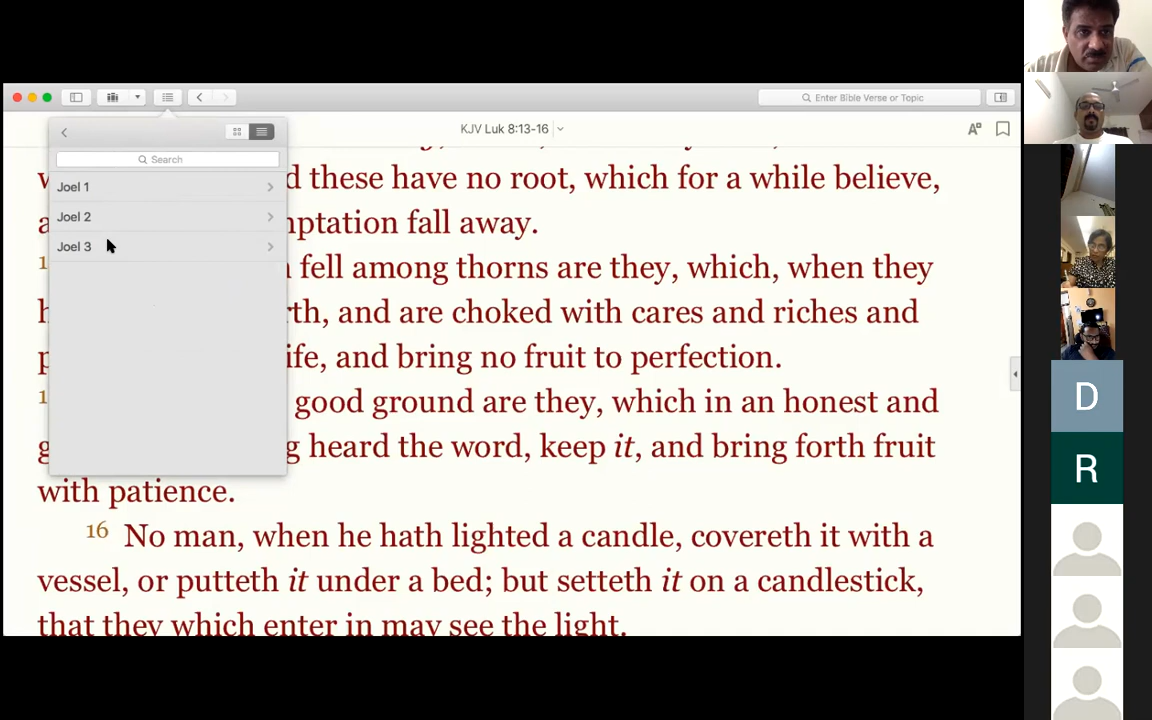 Enter Bible Verse or Topic
KJV Luk 8:13-16
Search
Joel 1
Joel 2
Joel 3
these have no root, which for a while believe,
fall away.
1 fell among thorns are they, which, when they
and are choked with cares and riches and
and bring no fruit to perfection.
1 good ground are they, which in an honest and
heard the word, keep it, and bring forth fruit
with patience.
16 No man, when he hath lighted a candle, covereth it with a
vessel, or putteth it under a bed; but setteth it on a candlestick,
that they which enter in may see the light.
D
R